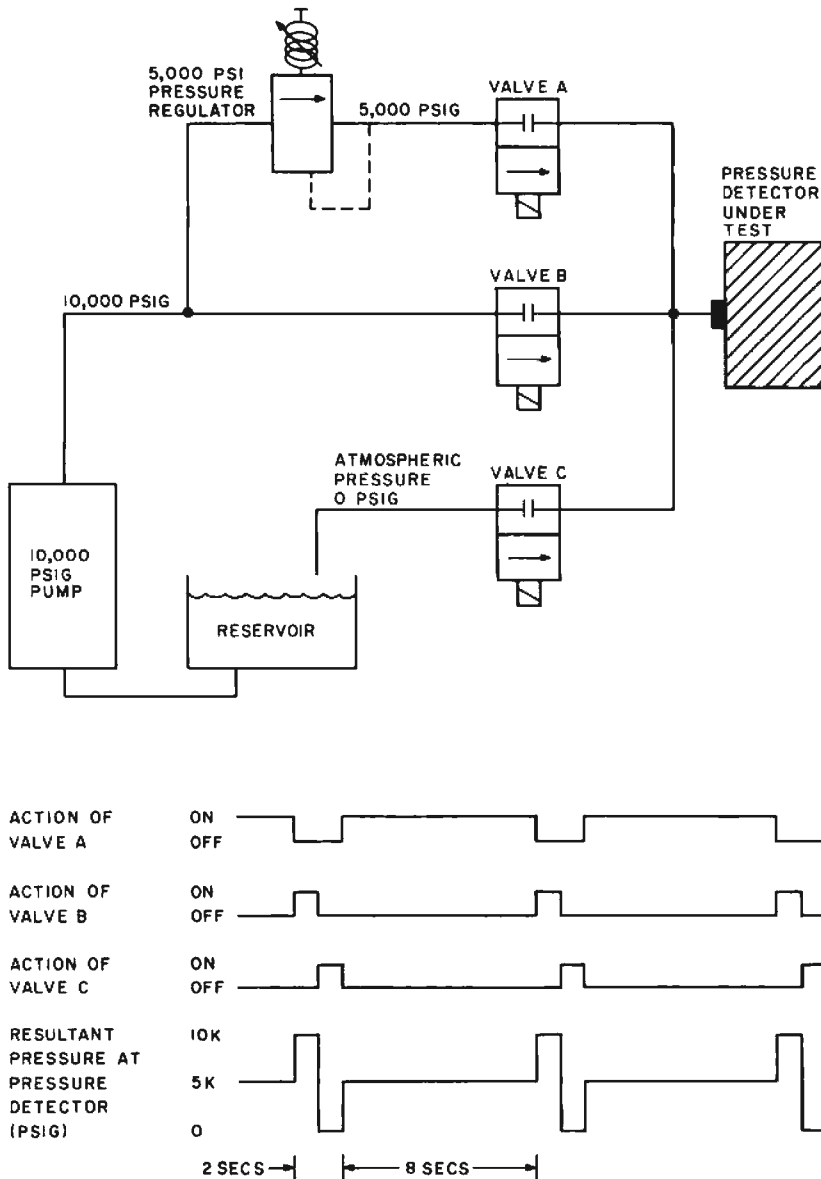 5,000 PSI
PRESSURE
REGULATOR
5,000 PSIG
VALVE A
PRESSURE
DETECTOR
UNDER
TEST
10,000 PSIG
VALVE B
ATMOSPHERIC
PRESSURE
0 PSIG
VALVE C
10,000
PSIG
PUMP
RESERVOIR
ACTION OF
VALVE A
ON
OFF
ACTION OF
VALVE B
ON
OFF
ACTION OF
VALVE C
ON
OFF
RESULTANT
PRESSURE AT
PRESSURE
DETECTOR
(PSIG)
10K
5K
0
2 SECS
8 SECS